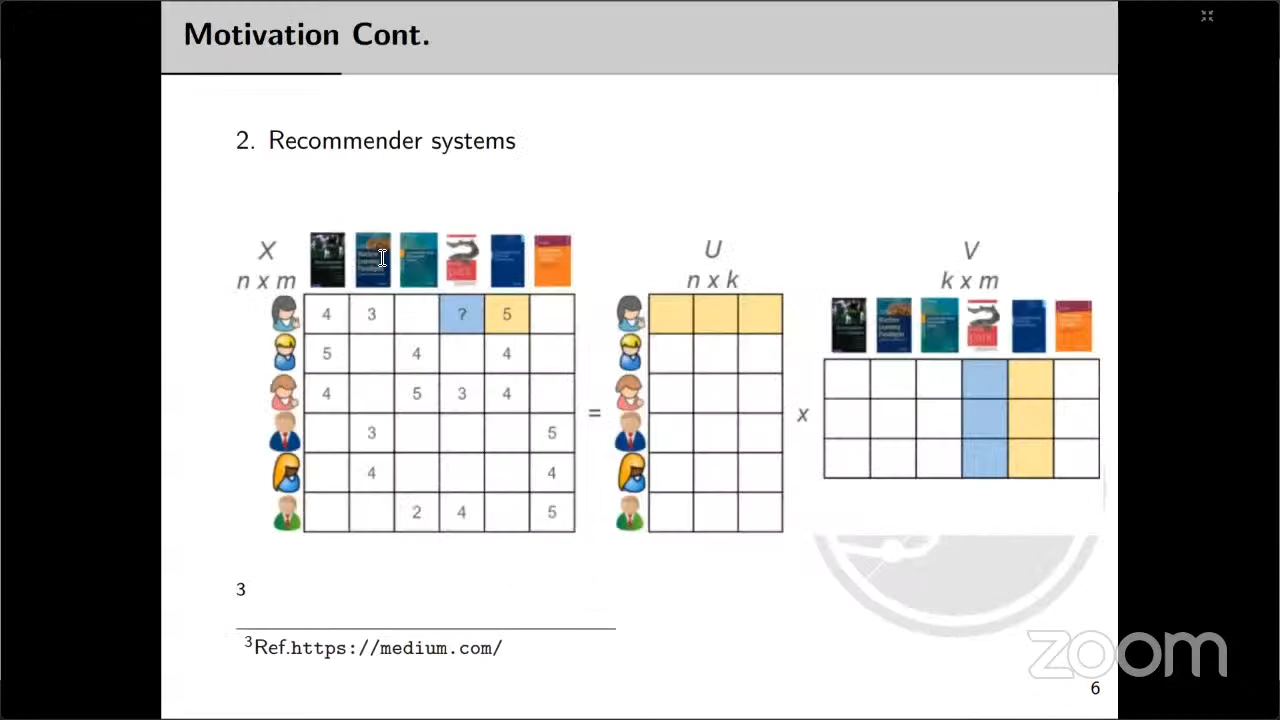 Motivation Cont.
2. Recommender systems
X
n x m
U
n x k
V
k x m
4 3 ? 5
5 4 4
4 5 3 4
3 5
4 4
2 4 5
=
x
3
3Ref.https://medium.com/
zoom
6